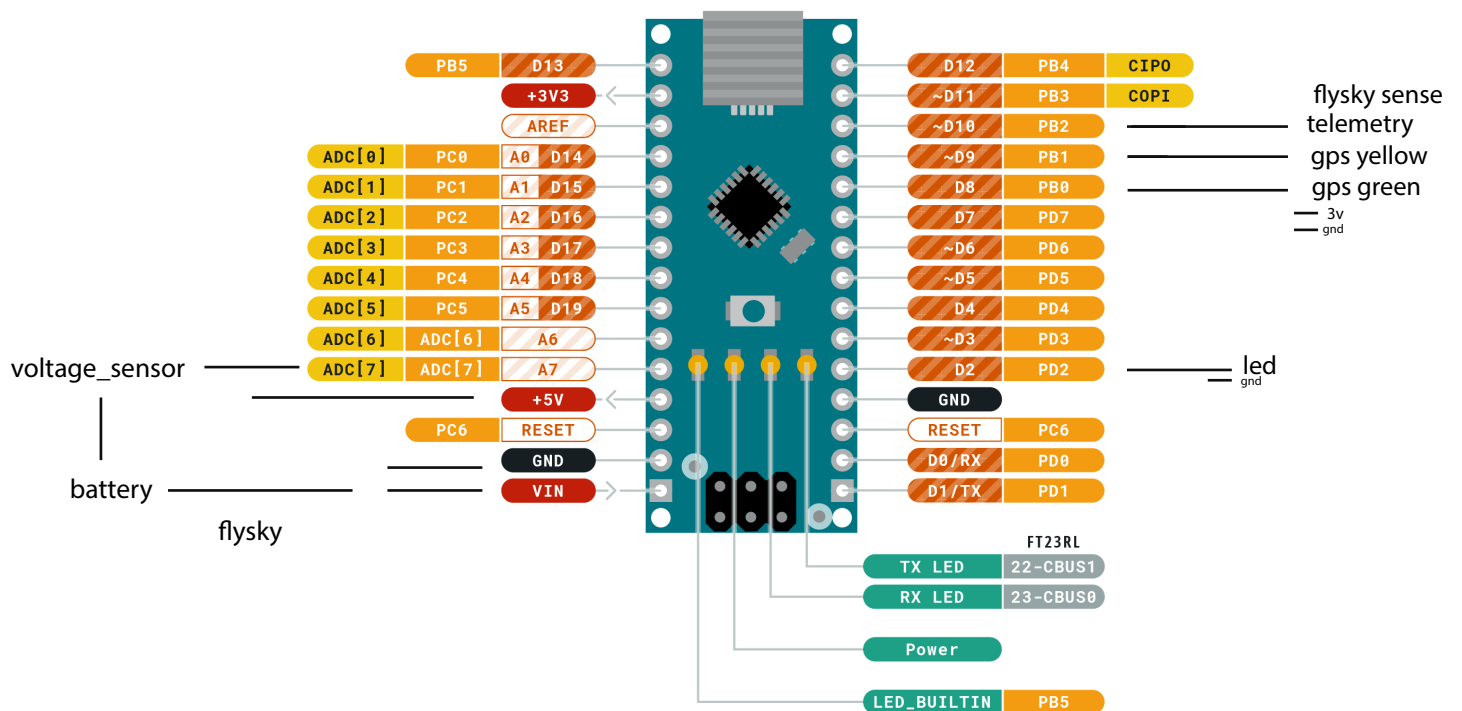 PB5 D13 D12 PB4 CIPO
+3V3 ~D11 PB3 COPI flysky sense
AREF ~D10 PB2 telemetry
ADC[0] PC0 A0 D14 ~D9 PB1 gps yellow
ADC[1] PC1 A1 D15 D8 PB0 gps green
ADC[2] PC2 A2 D16 D7 PD7 3v
gnd
ADC[3] PC3 A3 D17 ~D6 PD6
ADC[4] PC4 A4 D18 ~D5 PD5
ADC[5] PC5 A5 D19 D4 PD4
ADC[6] ADC[6] A6 ~D3 PD3
voltage_sensor ADC[7] ADC[7] A7 D2 PD2 led
gnd
+5V GND
PC6 RESET RESET PC6
GND D0/RX PD0
battery VIN D1/TX PD1
flysky
FT23RL
TX LED 22-CBUS1
RX LED 23-CBUS0
Power
LED_BUILTIN PB5